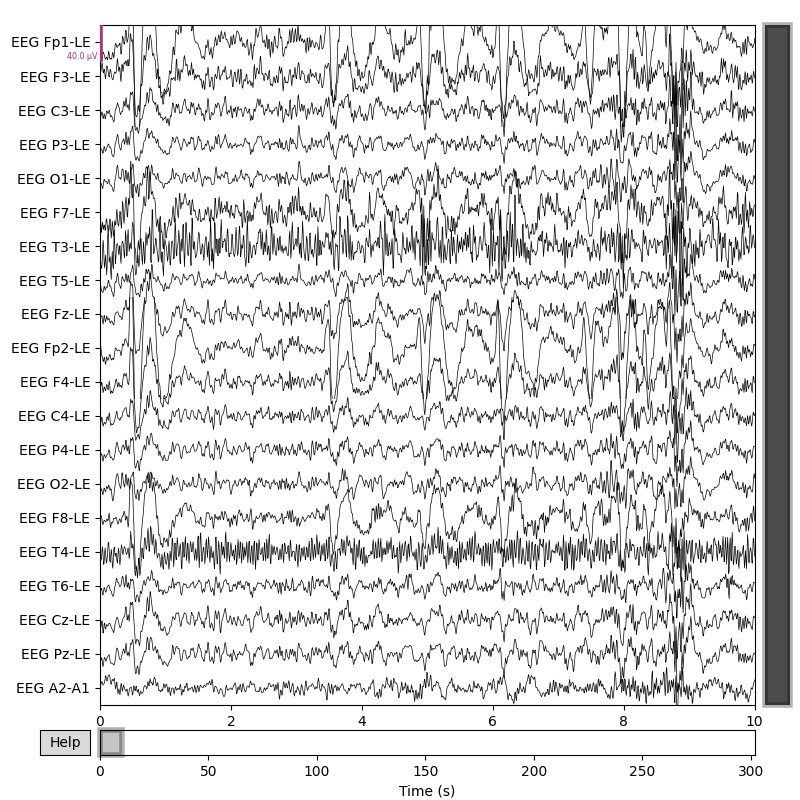 EEG Fp1-LE
40.0 µV
EEG F3-LE
EEG C3-LE
EEG P3-LE
EEG O1-LE
EEG F7-LE
EEG T3-LE
EEG T5-LE
EEG Fz-LE
EEG Fp2-LE
EEG F4-LE
EEG C4-LE
EEG P4-LE
EEG O2-LE
EEG F8-LE
EEG T4-LE
EEG T6-LE
EEG Cz-LE
EEG Pz-LE
EEG A2-A1
0 2 4 6 8 10
Help
0 50 100 150 200 250 300
Time (s)